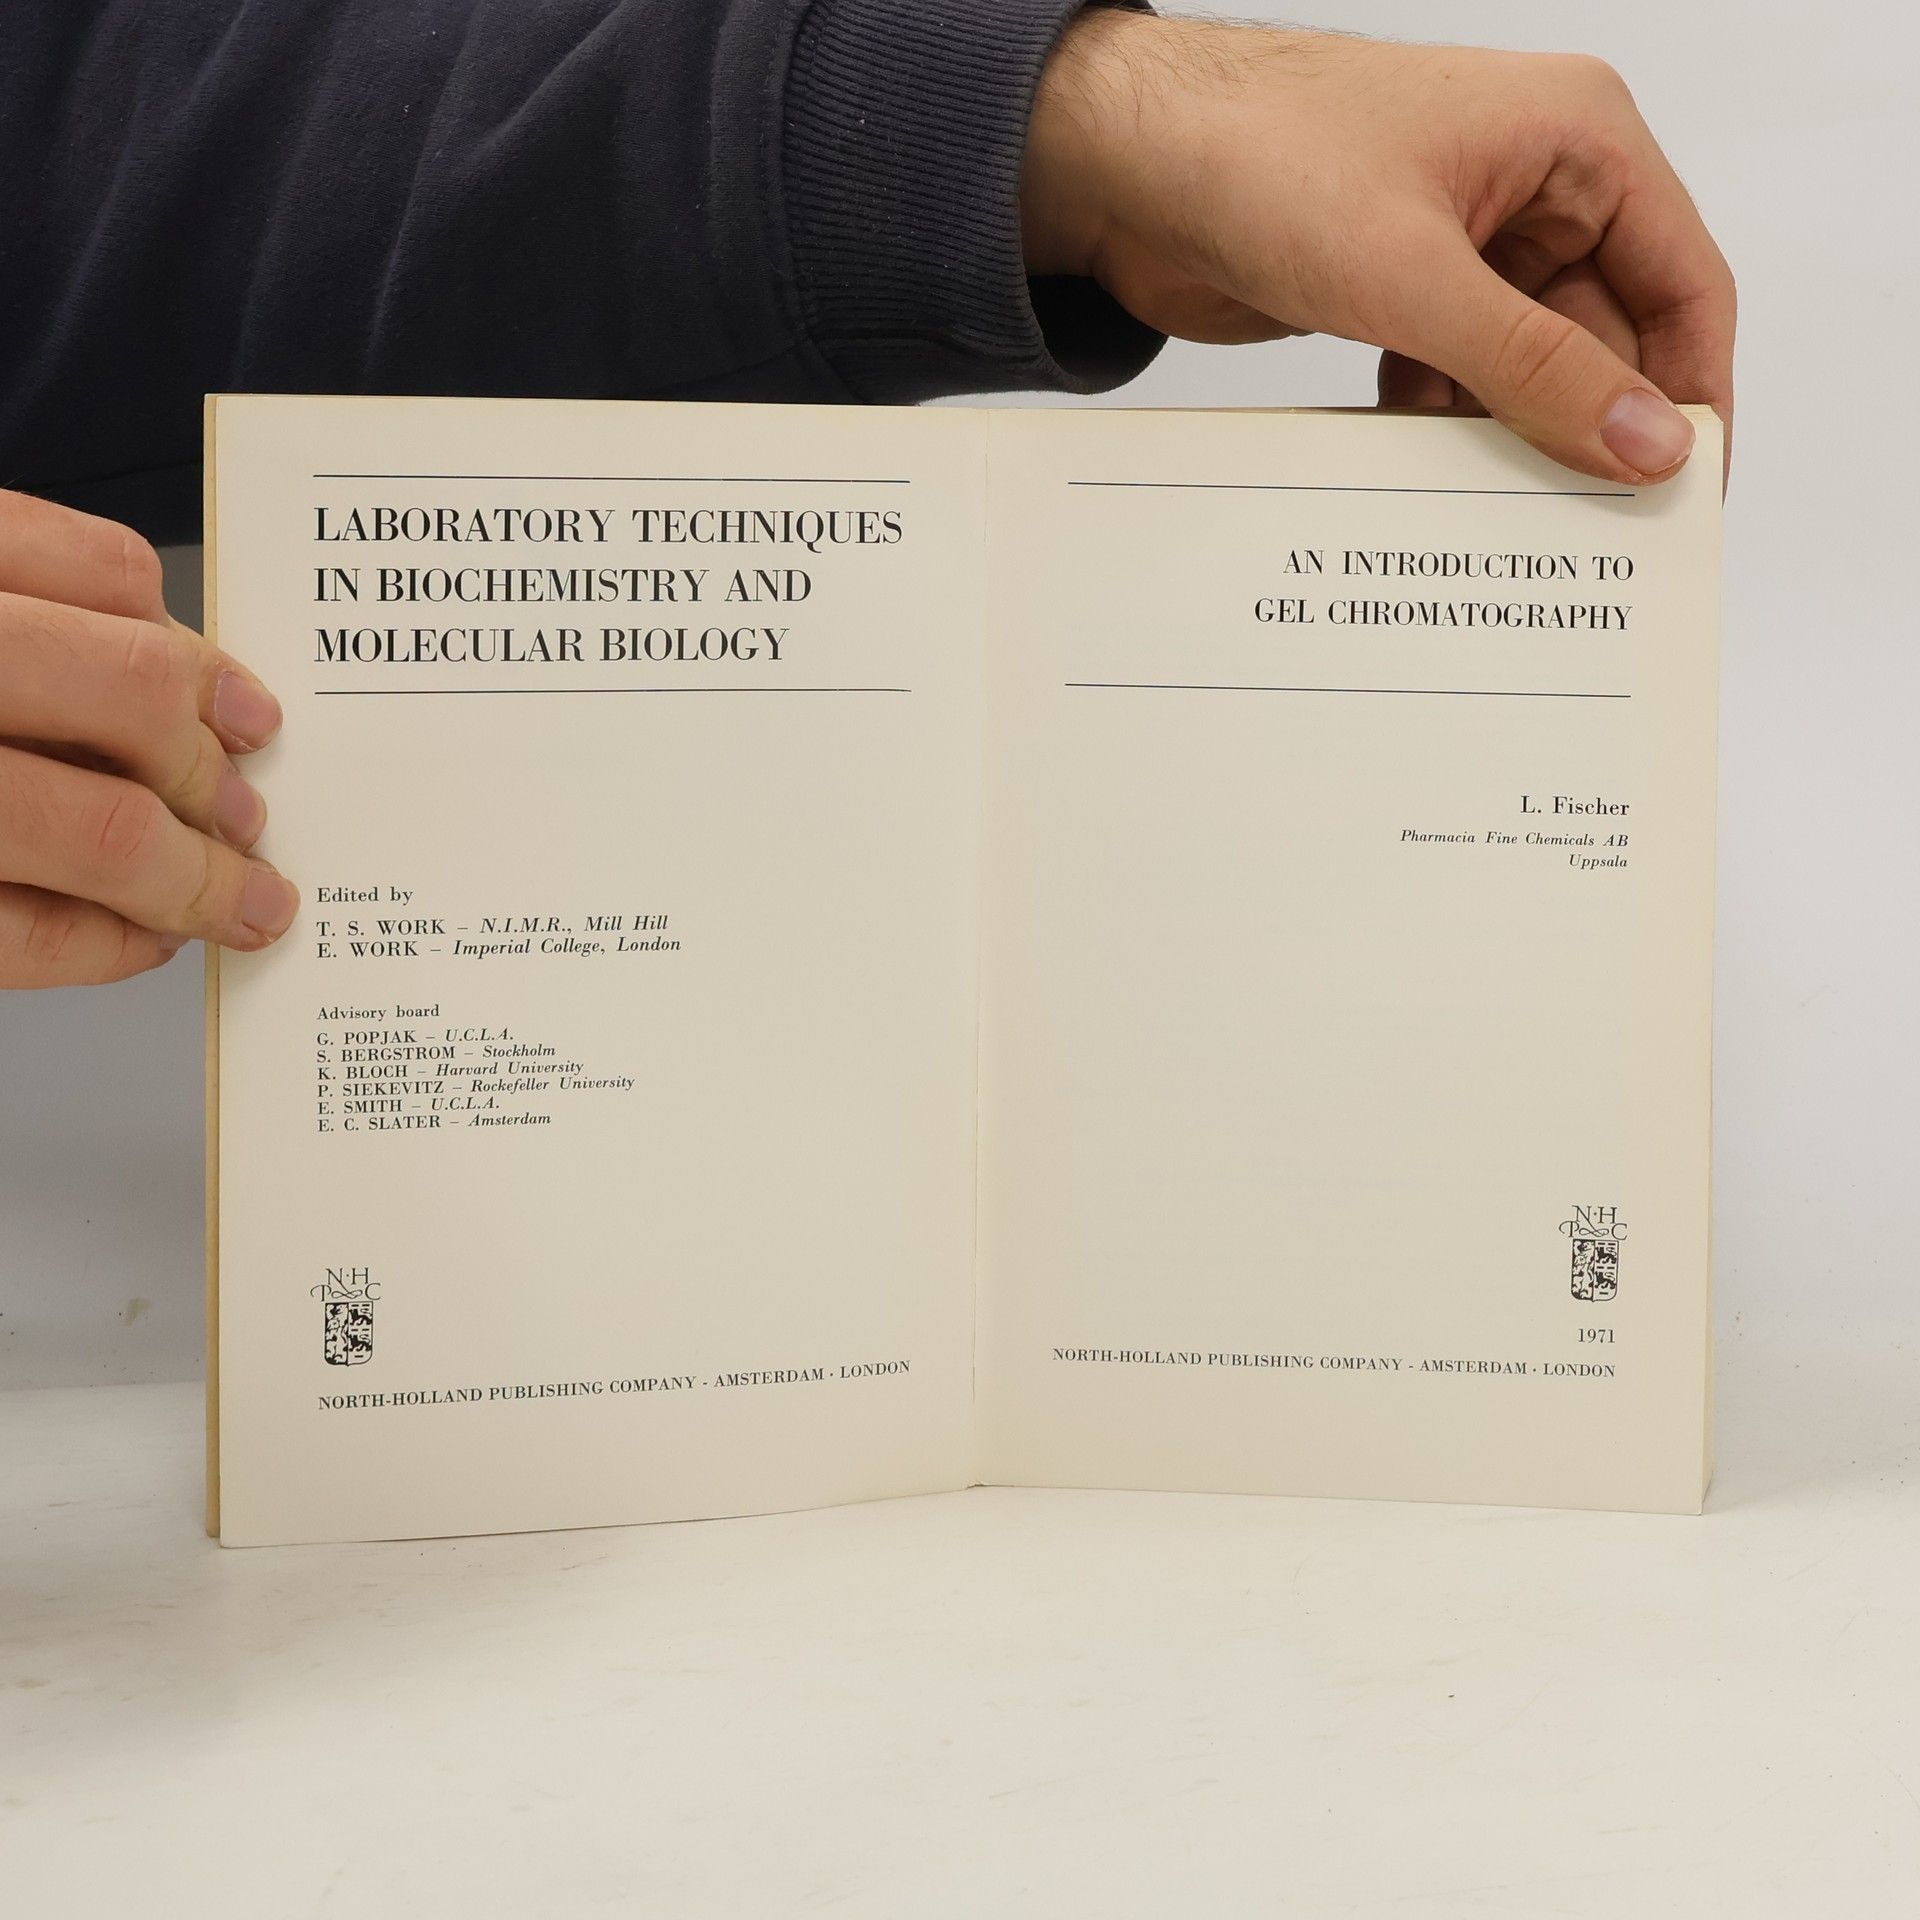 LABORATORY TECHNIQUES
IN BIOCHEMISTRY AND
MOLECULAR BIOLOGY
Edited by
T. S. WORK – N.I.M.R., Mill Hill
E. WORK – Imperial College, London
Advisory board
G. POPJAK – U.C.L.A.
S. BERGSTROM – Stockholm
K. BLOCH – Harvard University
P. SIEKEVITZ – Rockefeller University
E. SMITH – U.C.L.A.
E. C. SLATER – Amsterdam
N·H
P C
NORTH-HOLLAND PUBLISHING COMPANY - AMSTERDAM · LONDON
AN INTRODUCTION TO
GEL CHROMATOGRAPHY
L. Fischer
Pharmacia Fine Chemicals AB
Uppsala
N·H
P C
1971
NORTH-HOLLAND PUBLISHING COMPANY - AMSTERDAM · LONDON